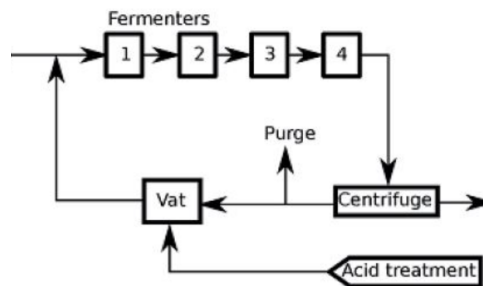 Fermenters
1 2 3 4
Purge
Vat
Centrifuge
Acid treatment